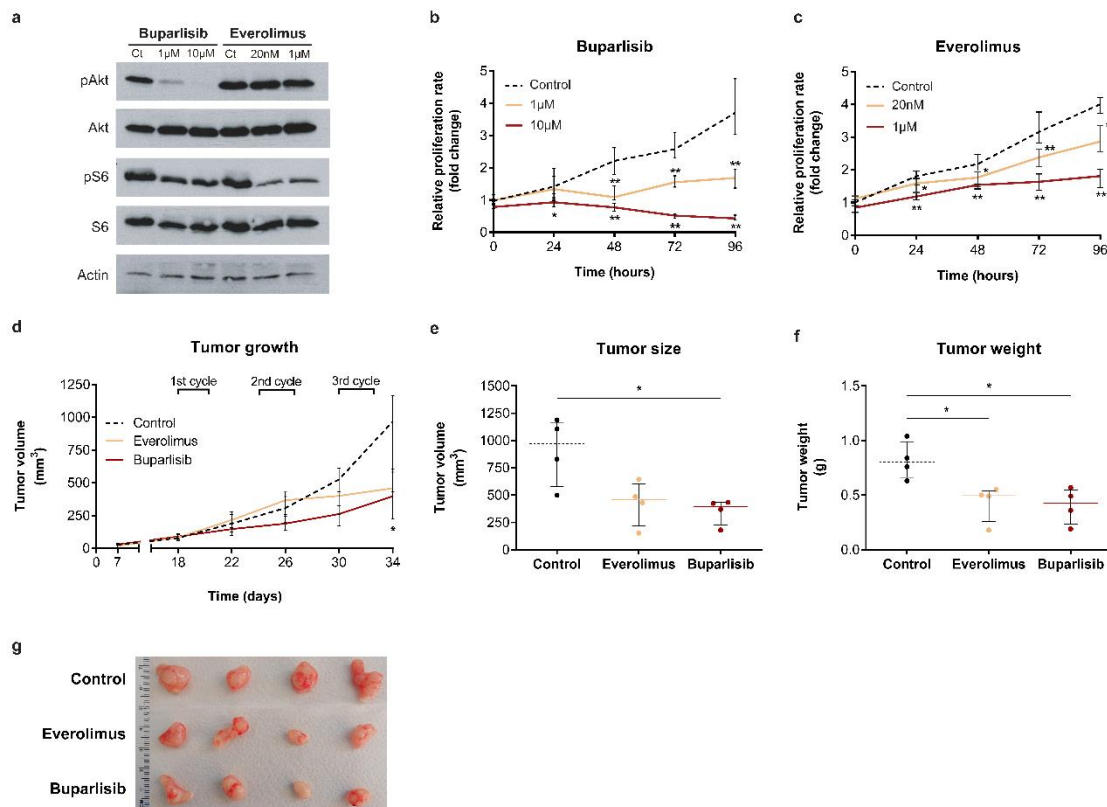 a
Buparlisib Everolimus
Ct 1µM 10µM Ct 20nM 1µM
pAkt
Akt
pS6
S6
Actin
b
Buparlisib
Relative proliferation rate
(fold change)
5
4
3
2
1
0
Control
1µM
10µM
** ** **
* ** ** **
0 24 48 72 96
Time (hours)
c
Everolimus
Relative proliferation rate
(fold change)
5
4
3
2
1
0
Control
20nM
1µM
* * ** *
** ** ** **
0 24 48 72 96
Time (hours)
d
Tumor growth
1st cycle 2nd cycle 3rd cycle
Tumor volume
(mm3)
1250
1000
750
500
250
0
Control
Everolimus
Buparlisib
*
0 7 18 22 26 30 34
Time (days)
e
Tumor size
Tumor volume
(mm3)
1500
1250
1000
750
500
250
0
*
Control Everolimus Buparlisib
f
Tumor weight
Tumor weight
(g)
1.5
1.0
0.5
0.0
*
*
Control Everolimus Buparlisib
g
Control
Everolimus
Buparlisib